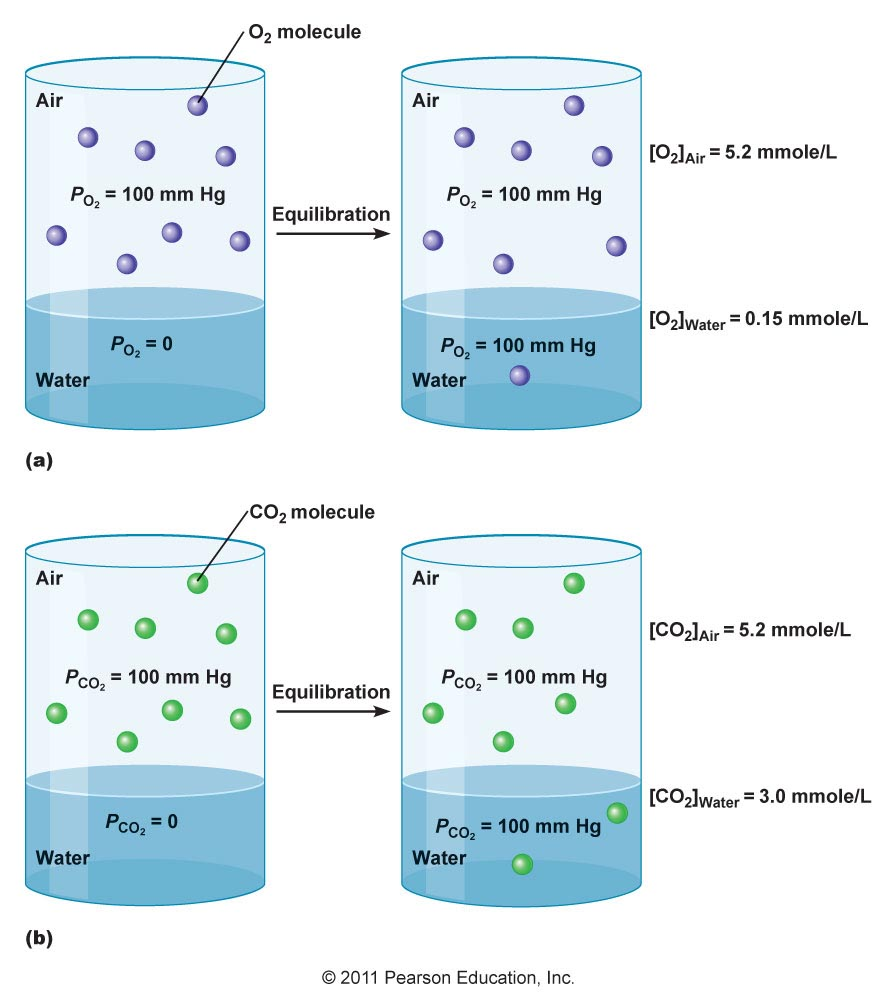 O₂ molecule
Air
Air
[O₂]Air = 5.2 mmole/L
PO₂ = 100 mm Hg
PO₂ = 100 mm Hg
Equilibration
[O₂]Water = 0.15 mmole/L
PO₂ = 0
PO₂ = 100 mm Hg
Water
Water
(a)
CO₂ molecule
Air
Air
[CO₂]Air = 5.2 mmole/L
PCO₂ = 100 mm Hg
PCO₂ = 100 mm Hg
Equilibration
[CO₂]Water = 3.0 mmole/L
PCO₂ = 0
PCO₂ = 100 mm Hg
Water
Water
(b)
© 2011 Pearson Education, Inc.